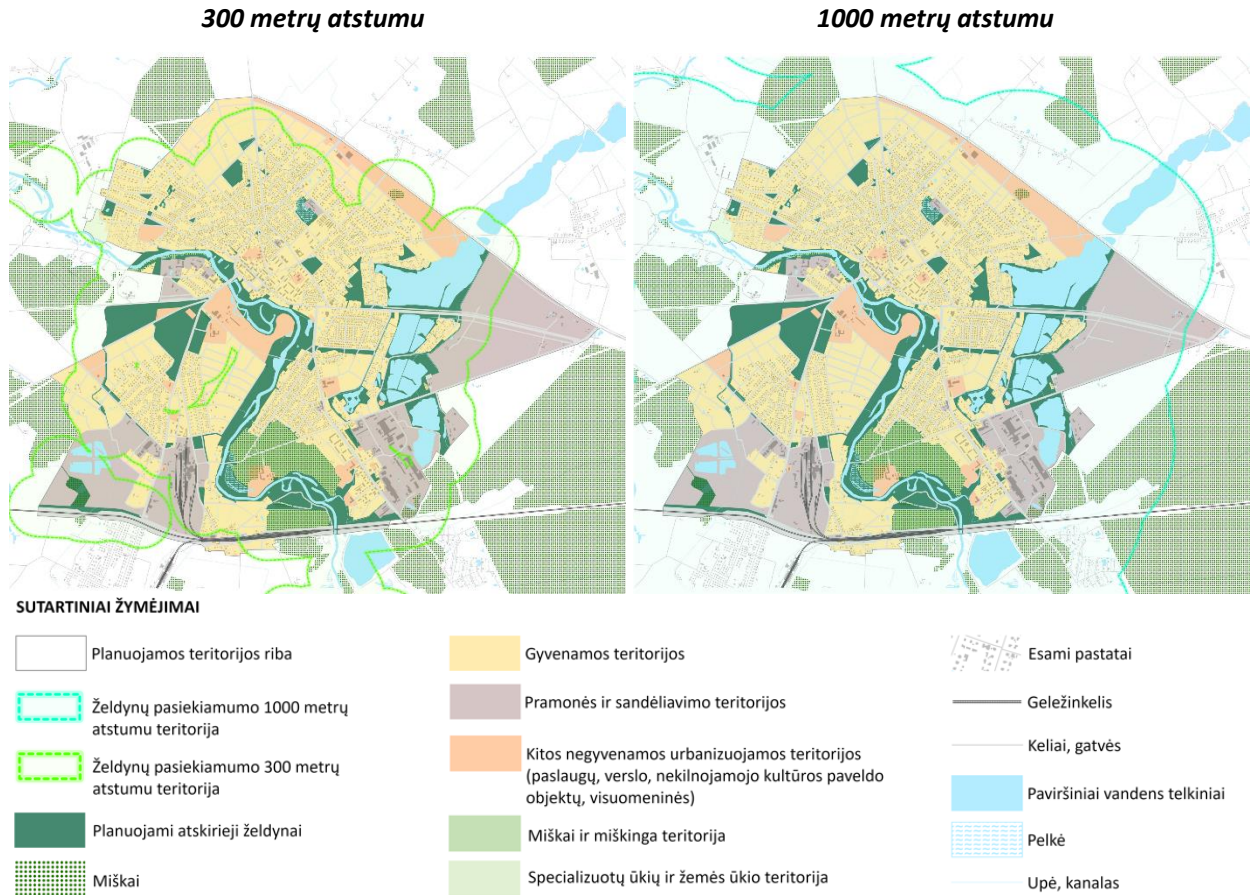 300 metrų atstumu
1000 metrų atstumu
SUTARTINIAI ŽYMĖJIMAI
Planuojamos teritorijos riba
Želdynų pasiekiamumo 1000 metrų
atstumu teritorija
Želdynų pasiekiamumo 300 metrų
atstumu teritorija
Planuojami atskirieji želdynai
Miškai
Gyvenamos teritorijos
Pramonės ir sandėliavimo teritorijos
Kitos negyvenamos urbanizuojamos teritorijos
(paslaugų, verslo, nekilnojamojo kultūros paveldo
objektų, visuomeninės)
Miškai ir miškinga teritorija
Specializuotų ūkių ir žemės ūkio teritorija
Esami pastatai
Geležinkelis
Keliai, gatvės
Paviršiniai vandens telkiniai
Pelkė
Upė, kanalas